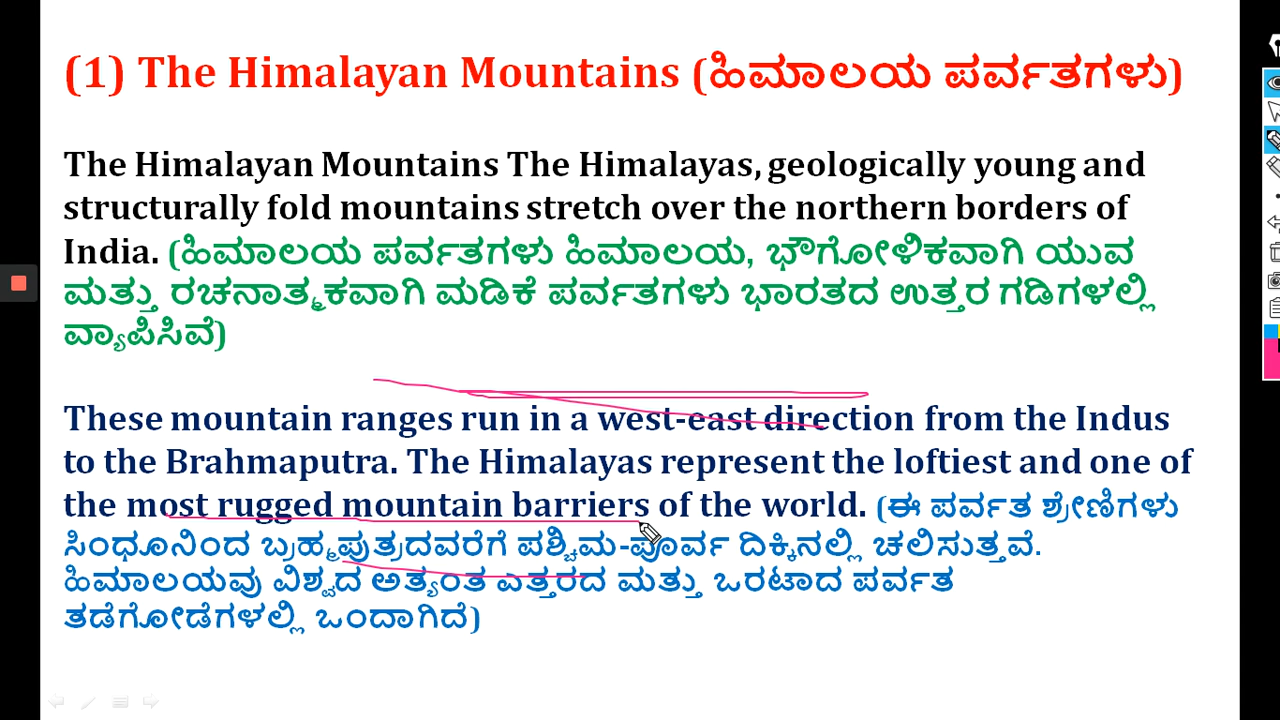 (1) The Himalayan Mountains (ಹಿಮಾಲಯ ಪರ್ವತಗಳು)
The Himalayan Mountains The Himalayas, geologically young and
structurally fold mountains stretch over the northern borders of
India. (ಹಿಮಾಲಯ ಪರ್ವತಗಳು ಹಿಮಾಲಯ, ಭೌಗೋಳಿಕವಾಗಿ ಯುವ
ಮತ್ತು ರಚನಾತ್ಮಕವಾಗಿ ಮಡಿಕೆ ಪರ್ವತಗಳು ಭಾರತದ ಉತ್ತರ ಗಡಿಗಳಲ್ಲಿ
ವ್ಯಾಪಿಸಿವೆ)
These mountain ranges run in a west-east direction from the Indus
to the Brahmaputra. The Himalayas represent the loftiest and one of
the most rugged mountain barriers of the world. (ಈ ಪರ್ವತ ಶ್ರೇಣಿಗಳು
ಸಿಂಧೂನಿಂದ ಬ್ರಹ್ಮಪುತ್ರದವರೆಗೆ ಪಶ್ಚಿಮ-ಪೂರ್ವ ದಿಕ್ಕಿನಲ್ಲಿ ಚಲಿಸುತ್ತವೆ.
ಹಿಮಾಲಯವು ವಿಶ್ವದ ಅತ್ಯಂತ ಎತ್ತರದ ಮತ್ತು ಒರಟಾದ ಪರ್ವತ
ತಡೆಗೋಡೆಗಳಲ್ಲಿ ಒಂದಾಗಿದೆ)